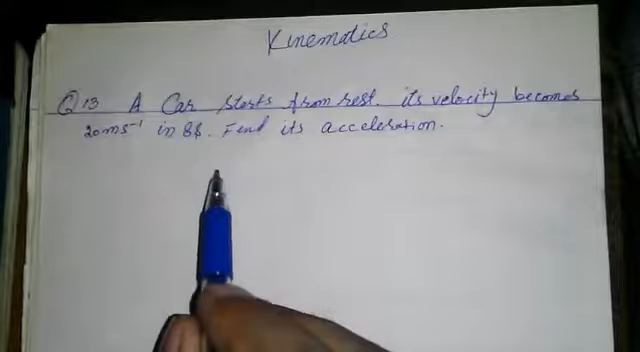 Kinematics
Q13 A Car starts from rest. its velocity becomes
20ms⁻¹ in 8s. Find its acceleration.